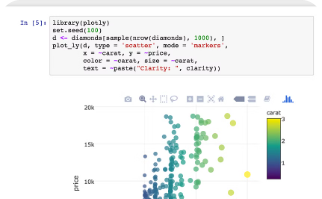 In [5]: library(plotly)
set.seed(100)
d <- diamonds[sample(nrow(diamonds), 1000), ]
plot_ly(d, type = 'scatter', mode = 'markers',
x = ~carat, y = ~price,
color = ~carat, size = ~carat,
text = ~paste("Clarity: ", clarity))
carat
20k
3
15k
2
1
10k
price